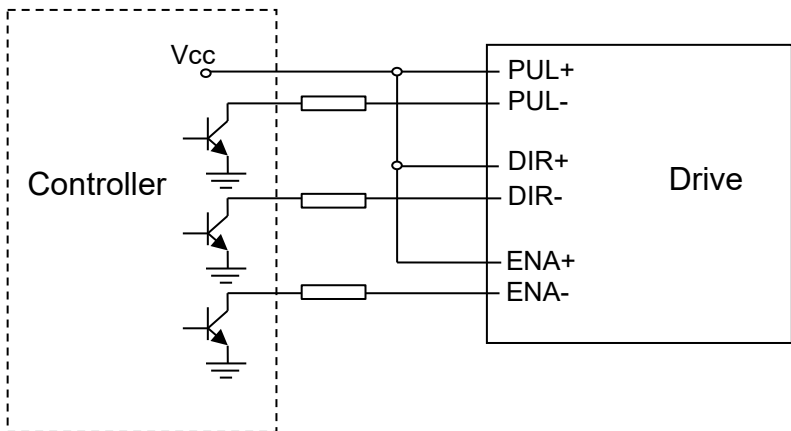 Vcc
PUL+
PUL-
DIR+
DIR-
ENA+
ENA-
Controller
Drive